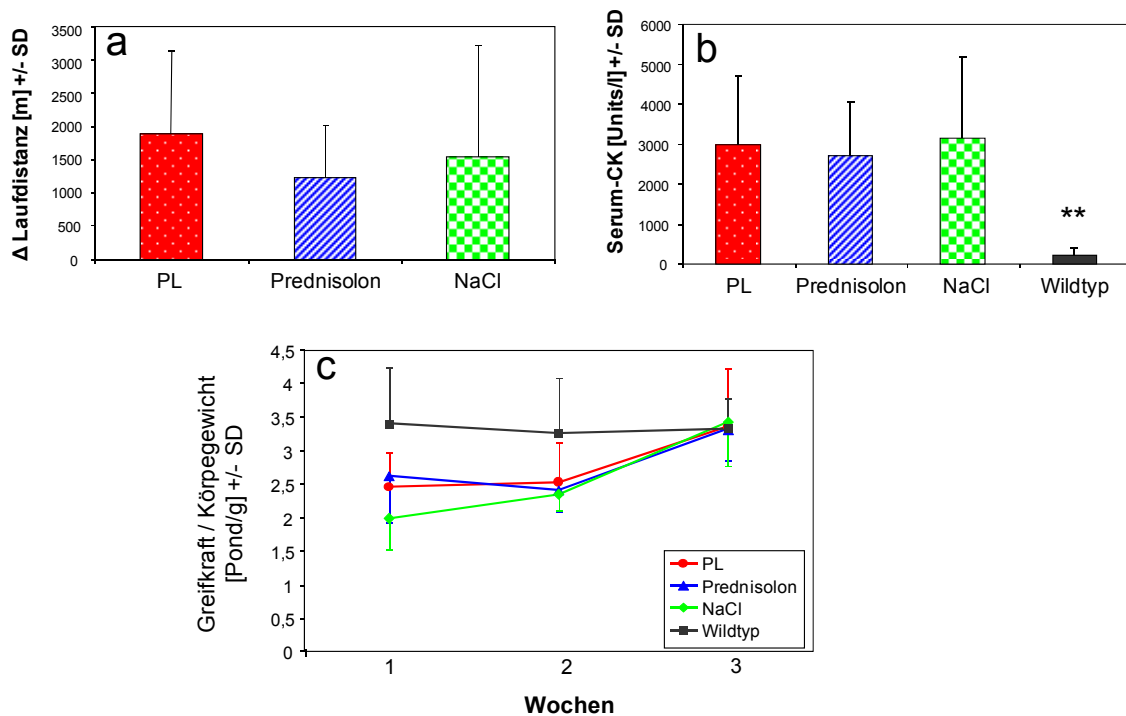 a
Δ Laufdistanz [m] +/- SD
3500
3000
2500
2000
1500
1000
500
0
PL Prednisolon NaCl
b
Serum-CK [Units/l]+/- SD
6000
5000
4000
3000
2000
1000
0
**
PL Prednisolon NaCl Wildtyp
c
Greifkraft / Körpegewicht
[Pond/g] +/- SD
4,5
4
3,5
3
2,5
2
1,5
1
0,5
0
PL
Prednisolon
NaCl
Wildtyp
1 2 3
Wochen